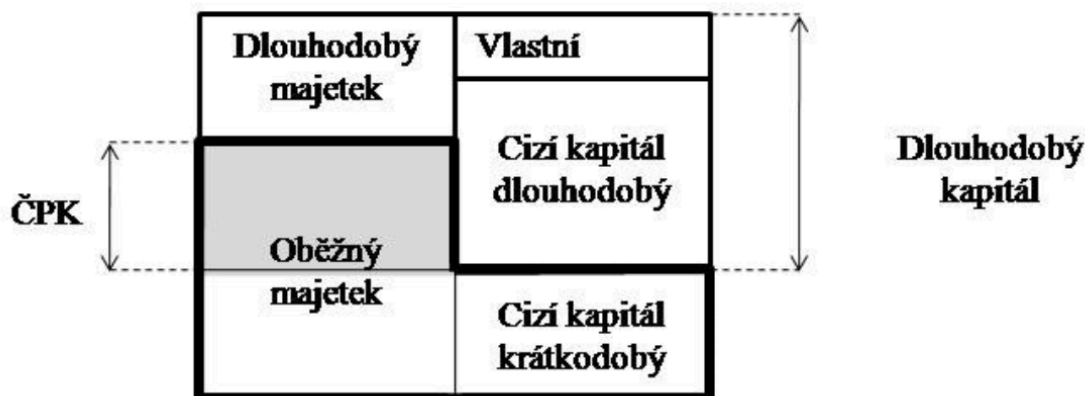 Dlouhodobý
majetek
Vlastní
Cizí kapitál
dlouhodobý
Dlouhodobý
kapitál
ČPK
Oběžný
majetek
Cizí kapitál
krátkodobý